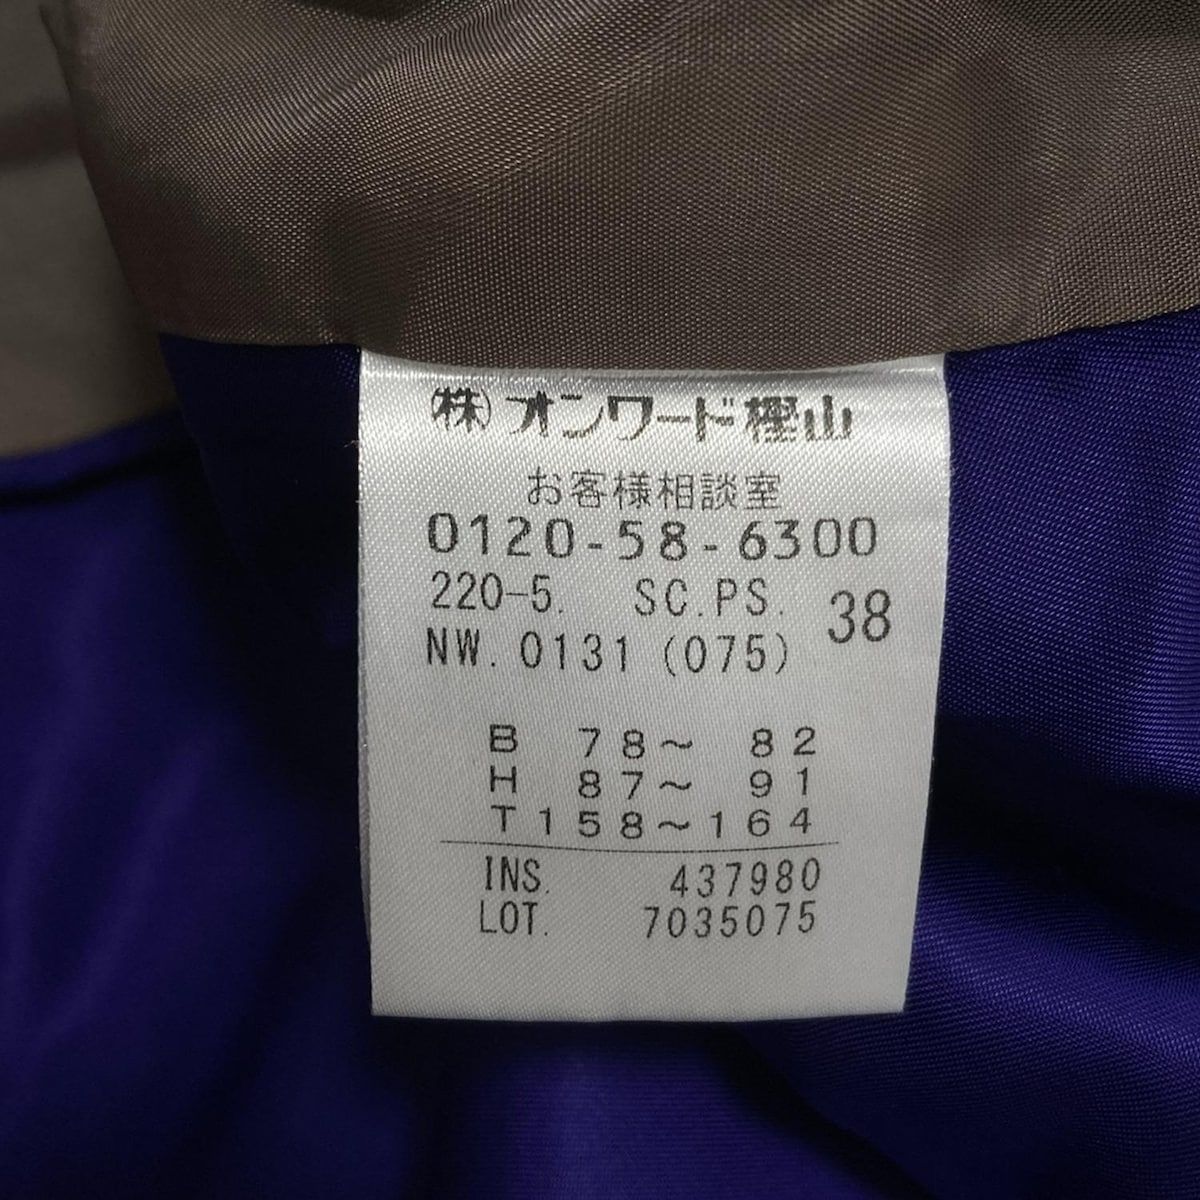 ㈱オンワード樫山
お客様相談室
0120-58-6300
220-5. SC.PS. 38
NW. 0131 (075)
B 78~ 82
H 87~ 91
T158~164
INS. 437980
LOT. 7035075